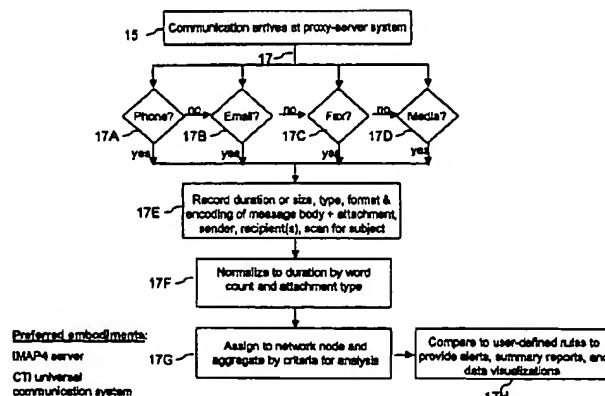 15
Communication arrives at proxy-server system
17
Phone?
no
Email?
no
Fax?
no
Media?
17A
17B
17C
17D
yes
yes
yes
yes
17E
Record duration or size, type, format &
encoding of message body + attachment,
sender, recipient(s), scan for subject
17F
Normalize to duration by word
count and attachment type
Preferred embodiments:
IMAP4 server
CTI universal
communication system
17G
Assign to network node and
aggregate by criteria for analysis
Compare to user-defined rules to
provide alerts, summary reports, and
data visualizations
17H